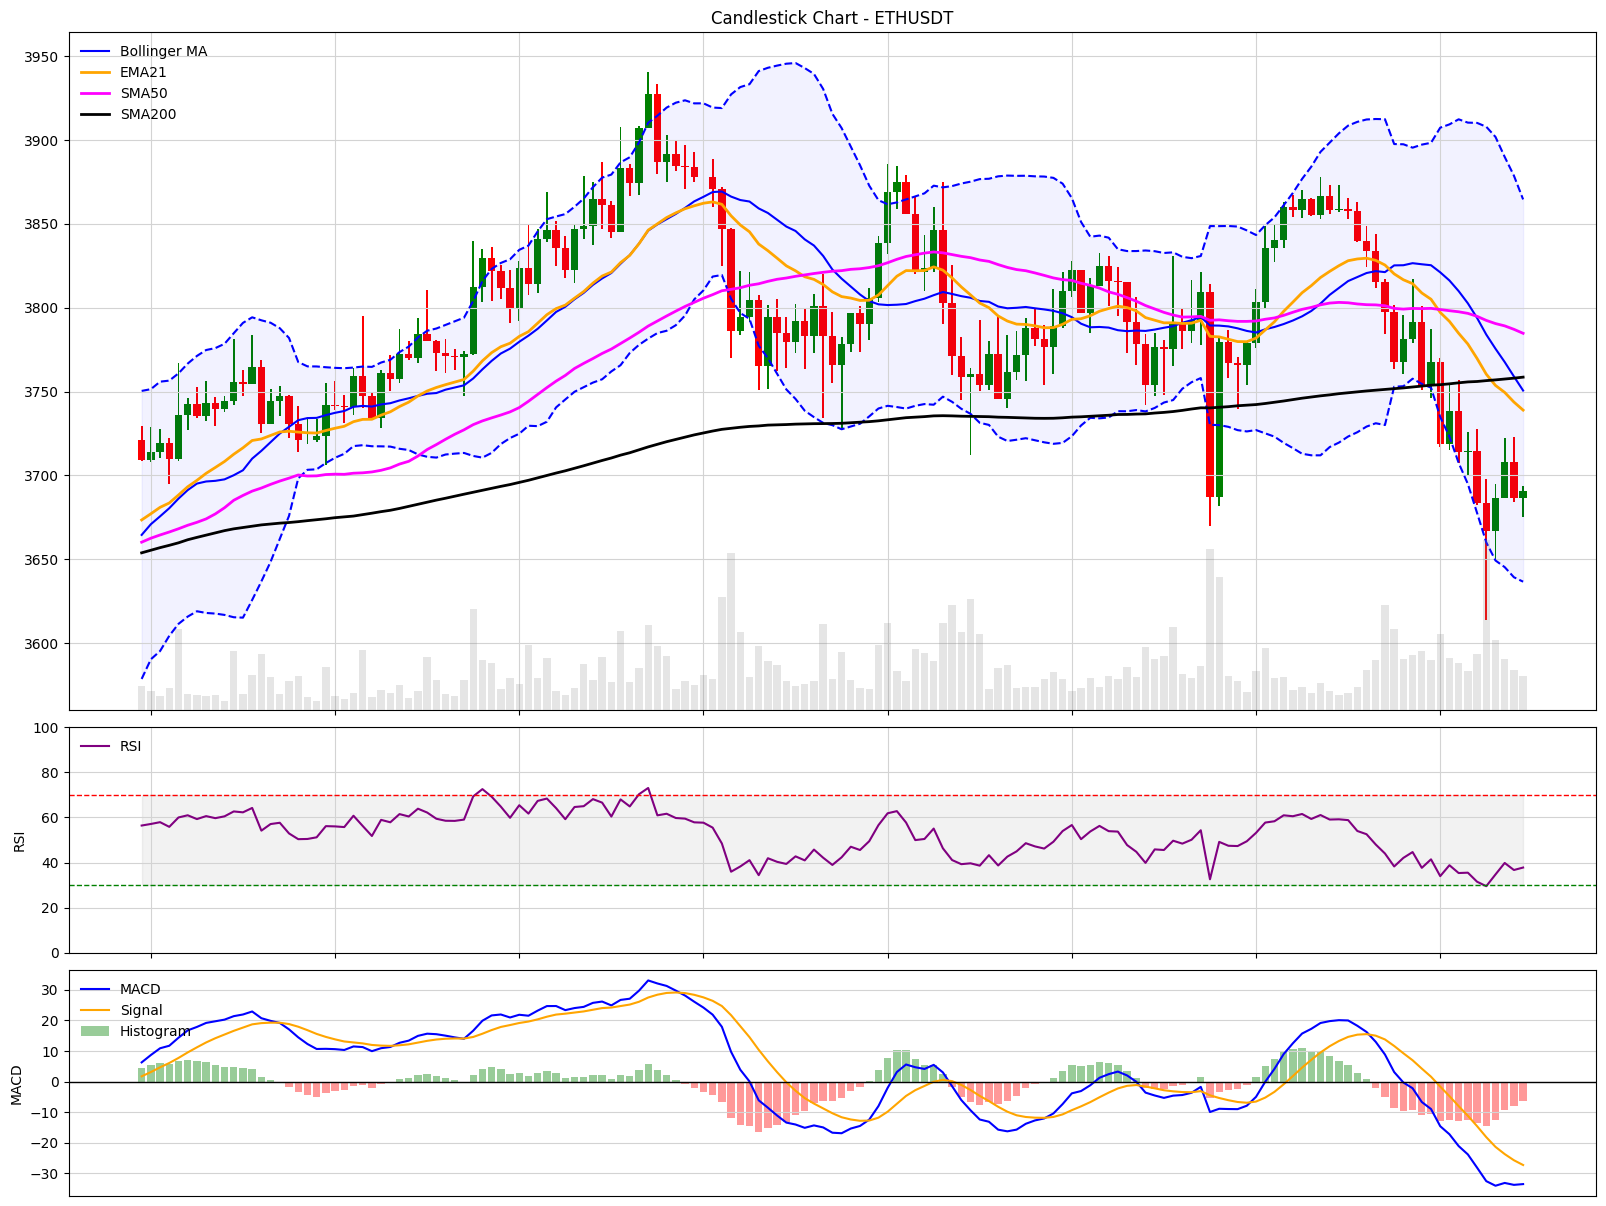 Candlestick Chart - ETHUSDT
Bollinger MA
EMA21
SMA50
SMA200
3950
3900
3850
3800
3750
3700
3650
3600
RSI
100
80
60
40
20
0
RSI
MACD
Signal
Histogram
30
20
10
0
−10
−20
−30
MACD